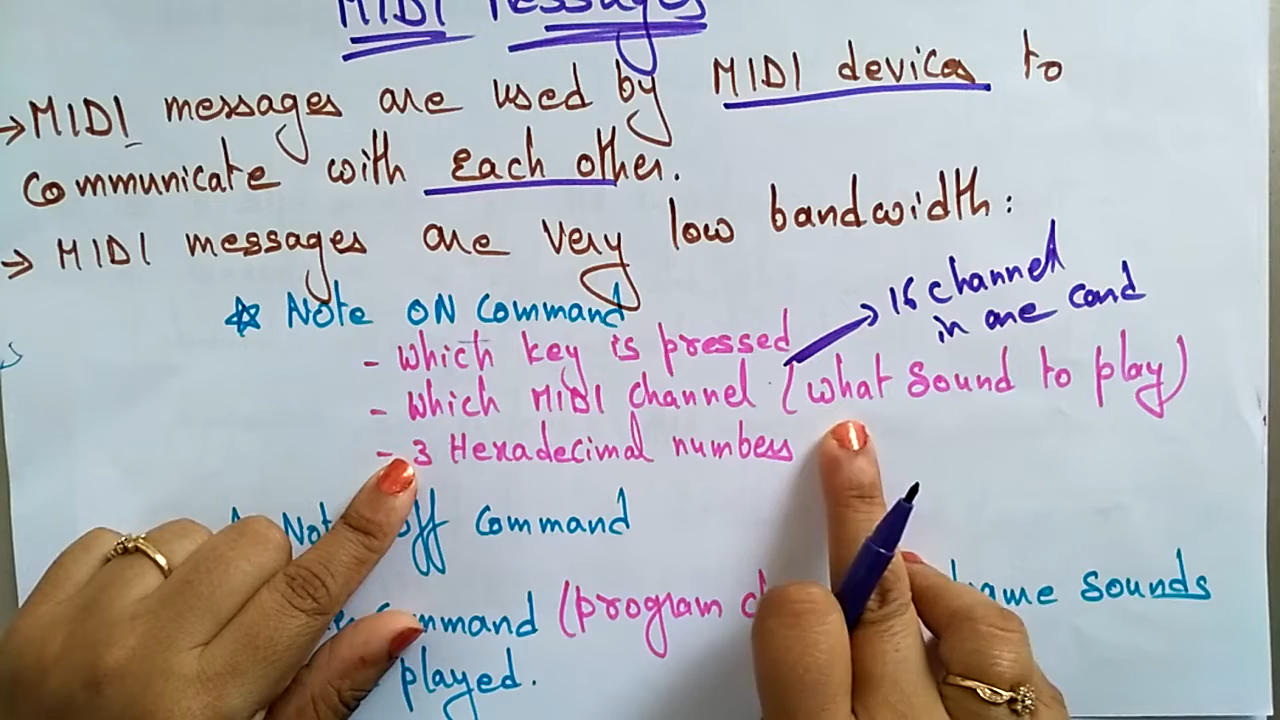 MIDI Messages
→ MIDI messages are used by MIDI devices to
communicate with each other.
→ MIDI messages are very low bandwidth:
☆ Note ON Command
- which key is pressed
- which MIDI channel (what sound to play)
→ 16 channel
in one cond
- 3 Hexadecimal numbers
Note off Command
command (program
sounds
played.